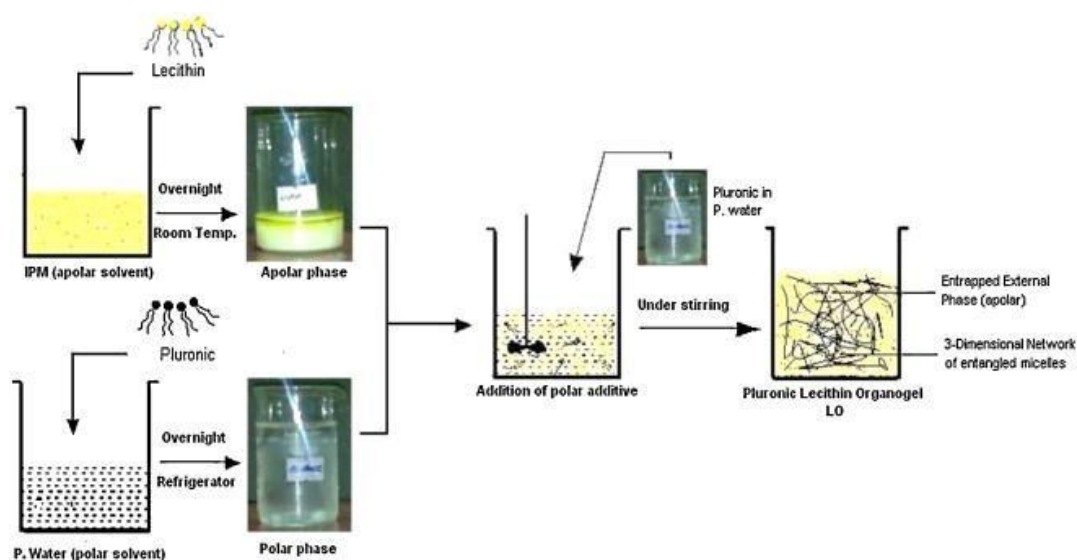 Lecithin
Overnight
Room Temp.
IPM (apolar solvent)
Apolar phase
Pluronic
Overnight
Refrigerator
P. Water (polar solvent)
Polar phase
Pluronic in
P. water
Under stirring
Addition of polar additive
Entrapped External
Phase (apolar)
3-Dimensional Network
of entangled micelles
Pluronic Lecithin Organogel
LO